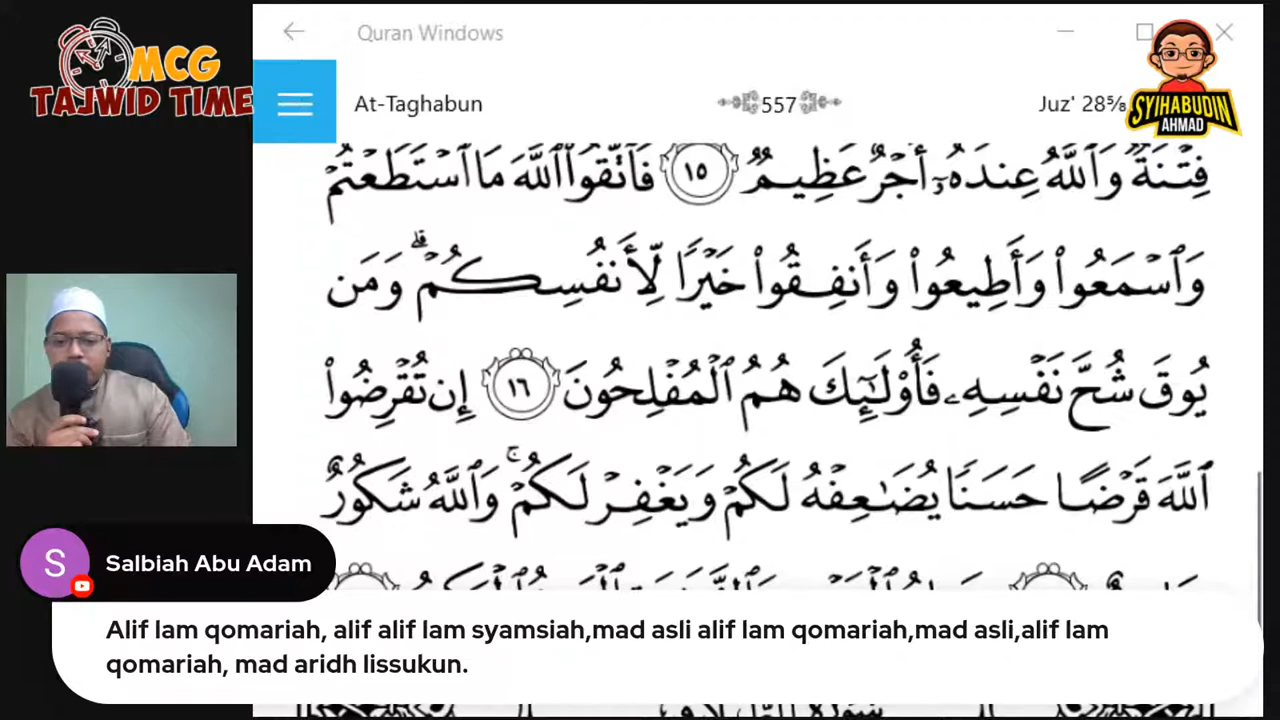 MCG
TAJWID TIME
Quran Windows
SYIHABUDIN
AHMAD
At-Taghabun
557
Juz' 28⅝
فِتْنَةٌ وَٱللَّهُ عِندَهُۥٓ أَجْرٌ عَظِيمٌ ١٥ فَٱتَّقُوا۟ ٱللَّهَ مَا ٱسْتَطَعْتُمْ
وَٱسْمَعُوا۟ وَأَطِيعُوا۟ وَأَنفِقُوا۟ خَيْرًا لِّأَنفُسِكُمْ ۗ وَمَن
يُوقَ شُحَّ نَفْسِهِۦ فَأُو۟لَـٰٓئِكَ هُمُ ٱلْمُفْلِحُونَ ١٦ إِن تُقْرِضُوا۟
ٱللَّهَ قَرْضًا حَسَنًا يُضَـٰعِفْهُ لَكُمْ وَيَغْفِرْ لَكُمْ ۚ وَٱللَّهُ شَكُورٌ
S
Salbiah Abu Adam
Alif lam qomariah, alif alif lam syamsiah,mad asli alif lam qomariah,mad asli,alif lam
qomariah, mad aridh lissukun.